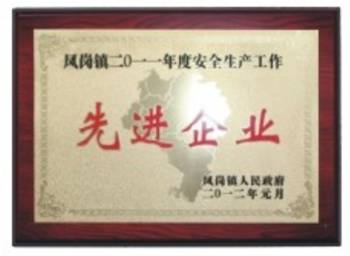 凤岗镇二〇一一年度安全生产工作
先进企业
凤岗镇人民政府
二〇一二年元月